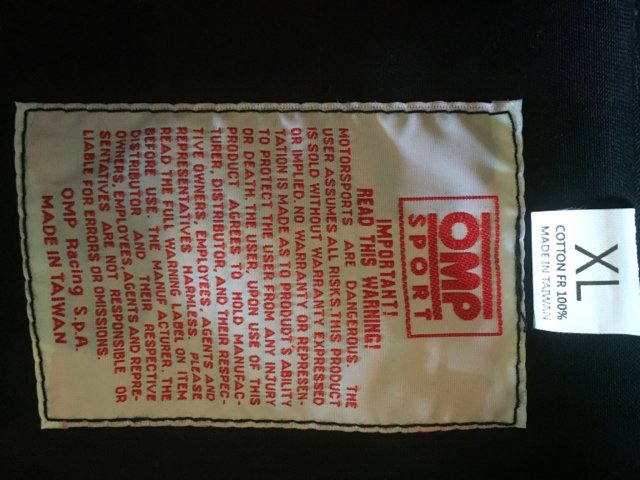 XL
COTTON FR 100%
MADE IN TAIWAN
OMP
SPORT
IMPORTANT!
READ THIS WARNING!
MOTORSPORTS ARE DANGEROUS. THE
USER ASSUMES ALL RISKS. THIS PRODUCT
IS SOLD WITHOUT WARRANTY EXPRESSED
OR IMPLIED. NO WARRANTY OR REPRESEN-
TATION IS MADE AS TO PRODUDT'S ABILITY
TO PROTECT THE USER FROM ANY INJURY
OR DEATH. THE USER, UPON USE OF THIS
PRODUCT AGREES TO HOLD MANUFAC-
TURER, DISTRIBUTOR, AND THEIR RESPEC-
TIVE OWNERS, EMPLOYEES, AGENTS AND
REPRESENTATIVES HARMLESS. PLEASE
READ THE FULL WARNING LABEL ON ITEM
BEFORE USE. THE MANUFACTURER. THE
DISTRIBUTOR AND THEIR RESPECTIVE
OWNERS, EMPLOYEES,AGENTS AND REPRE-
SENTATIVES ARE NOT RESPONSIBLE OR
LIABLE FOR ERRORS OR OMISSIONS.
OMP Racing S.p.A.
MADE IN TAIWAN